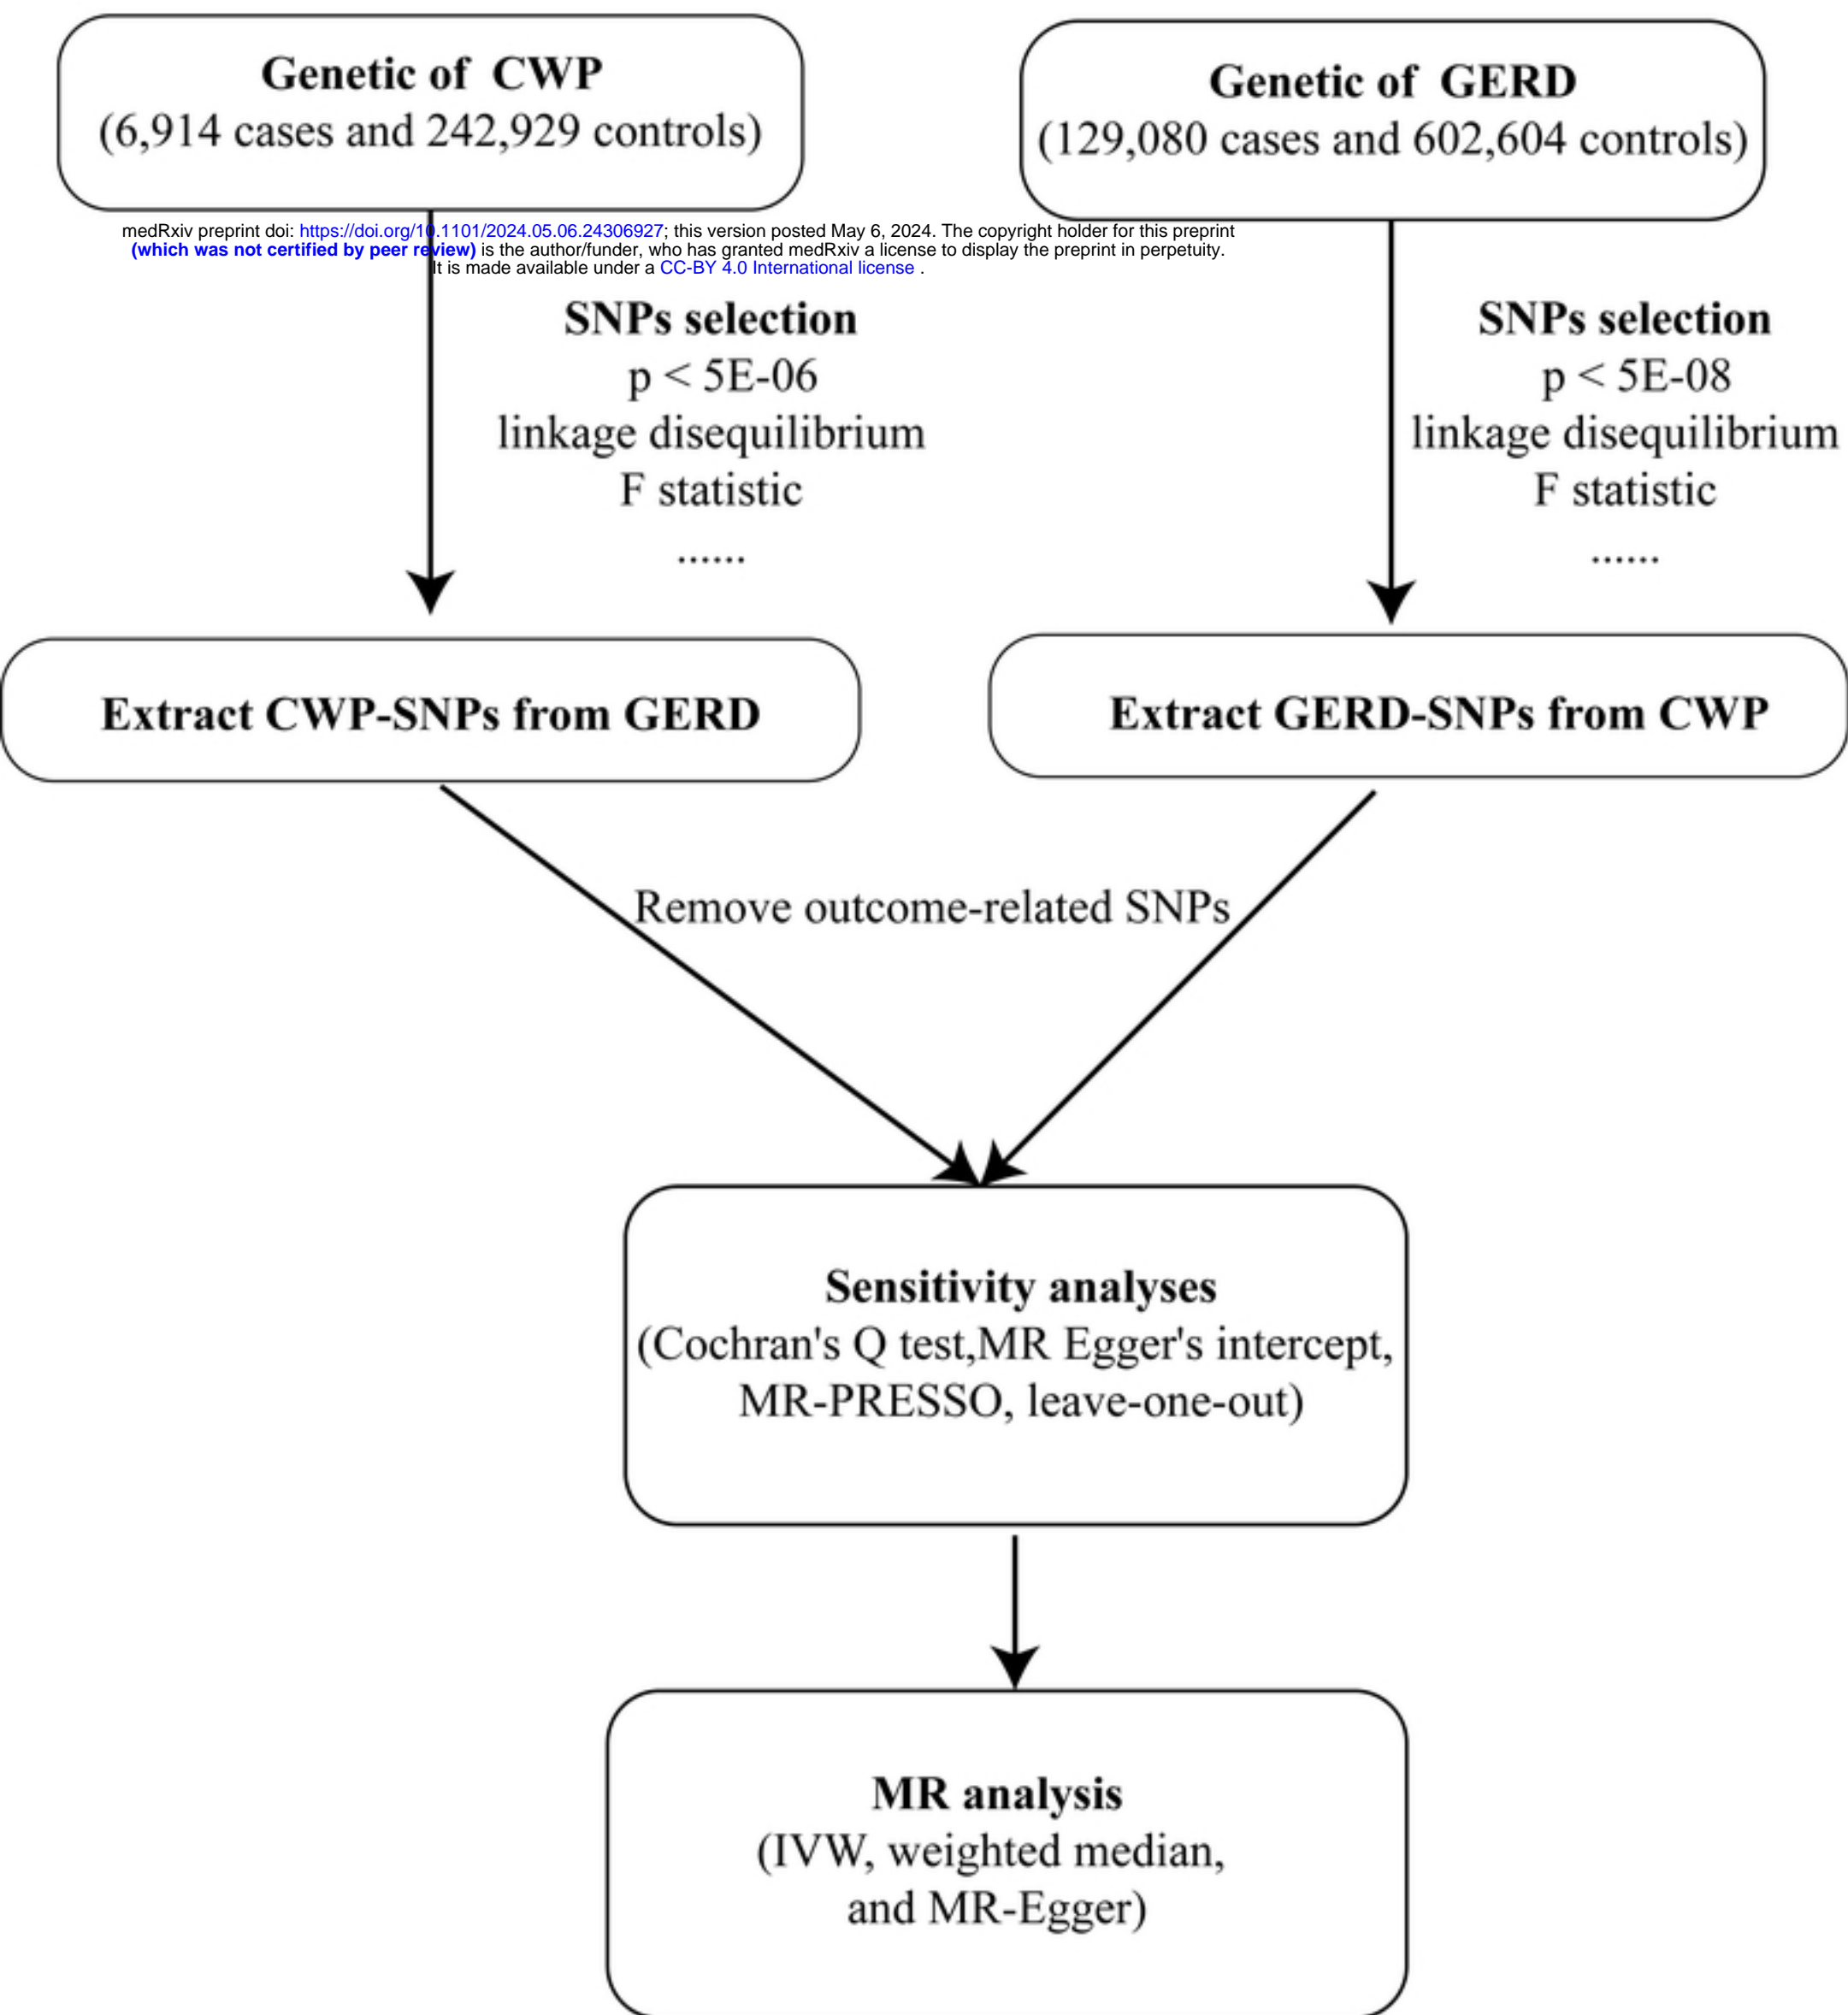 Genetic of CWP
(6,914 cases and 242,929 controls)
Genetic of GERD
(129,080 cases and 602,604 controls)
medRxiv preprint doi: https://doi.org/10.1101/2024.05.06.24306927; this version posted May 6, 2024. The copyright holder for this preprint
(which was not certified by peer review) is the author/funder, who has granted medRxiv a license to display the preprint in perpetuity.
It is made available under a CC-BY 4.0 International license .
SNPs selection
p < 5E-06
linkage disequilibrium
F statistic
......
SNPs selection
p < 5E-08
linkage disequilibrium
F statistic
......
Extract CWP-SNPs from GERD
Extract GERD-SNPs from CWP
Remove outcome-related SNPs
Sensitivity analyses
(Cochran's Q test,MR Egger's intercept,
MR-PRESSO, leave-one-out)
MR analysis
(IVW, weighted median,
and MR-Egger)